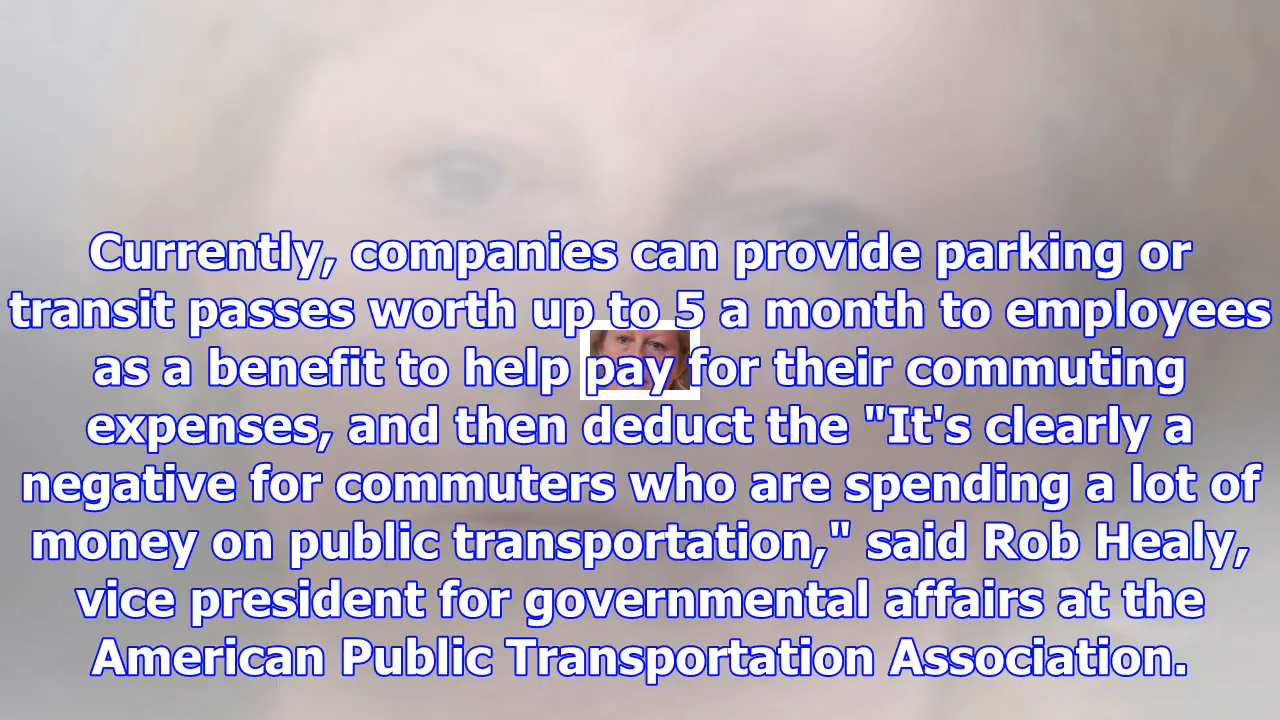 Currently, companies can provide parking or
transit passes worth up to 5 a month to employees
as a benefit to help pay for their commuting
expenses, and then deduct the "It's clearly a
negative for commuters who are spending a lot of
money on public transportation," said Rob Healy,
vice president for governmental affairs at the
American Public Transportation Association.